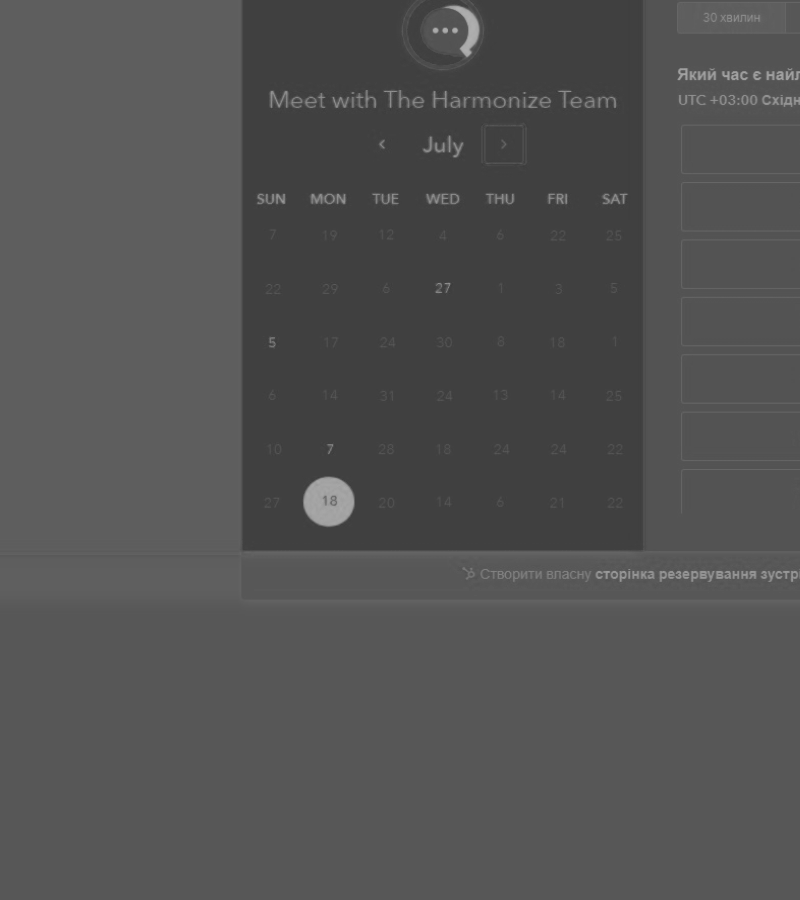 Meet with The Harmonize Team
July
SUN MON TUE WED THU FRI SAT
7 19 12 4 6 22 25
22 29 6 27 1 3 5
5 17 24 30 8 18 1
6 14 31 24 13 14 25
10 7 28 18 24 24 22
27 18 20 14 6 21 22
30 хвилин
Який час є найл
UTC +03:00 Східн
Створити власну сторінка резервування зустрі